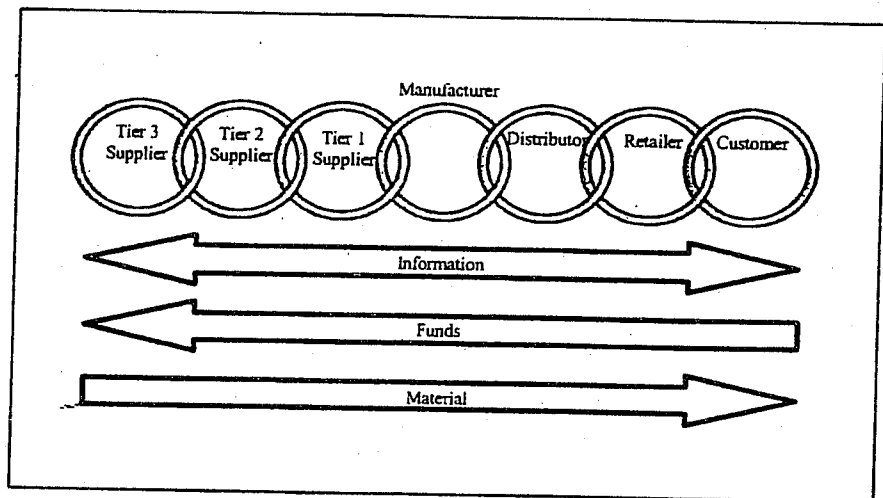 Manufacturer
Tier 3
Supplier
Tier 2
Supplier
Tier 1
Supplier
Distributor
Retailer
Customer
Information
Funds
Material